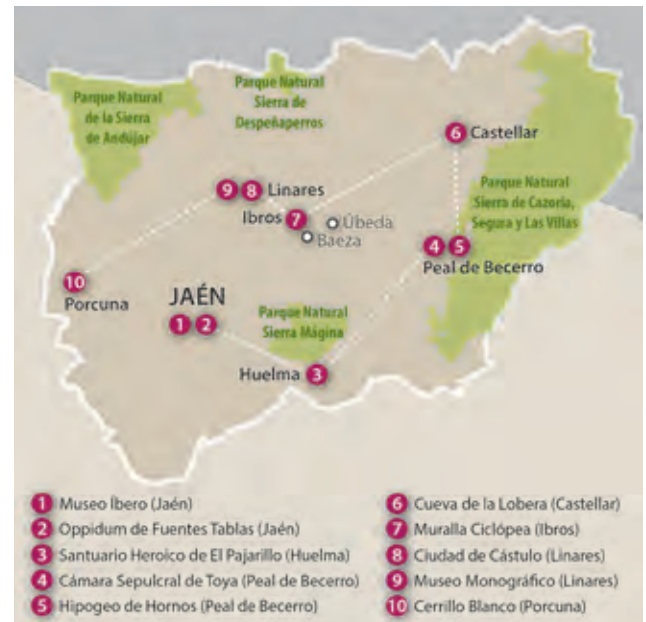 Parque Natural
de la Sierra
de Andújar
Parque Natural
Sierra de
Despeñaperros
6 Castellar
Parque Natural
Sierra de Cazorla,
Segura y Las Villas
9 8 Linares
Ibros 7
Úbeda
Baeza
4 5
Peal de Becerro
10
Porcuna
JAÉN
1 2
Parque Natural
Sierra Mágina
Huelma 3
1 Museo Íbero (Jaén)
2 Oppidum de Fuentes Tablas (Jaén)
3 Santuario Heroico de El Pajarillo (Huelma)
4 Cámara Sepulcral de Toya (Peal de Becerro)
5 Hipogeo de Hornos (Peal de Becerro)
6 Cueva de la Lobera (Castellar)
7 Muralla Ciclópea (Ibros)
8 Ciudad de Cástulo (Linares)
9 Museo Monográfico (Linares)
10 Cerrillo Blanco (Porcuna)